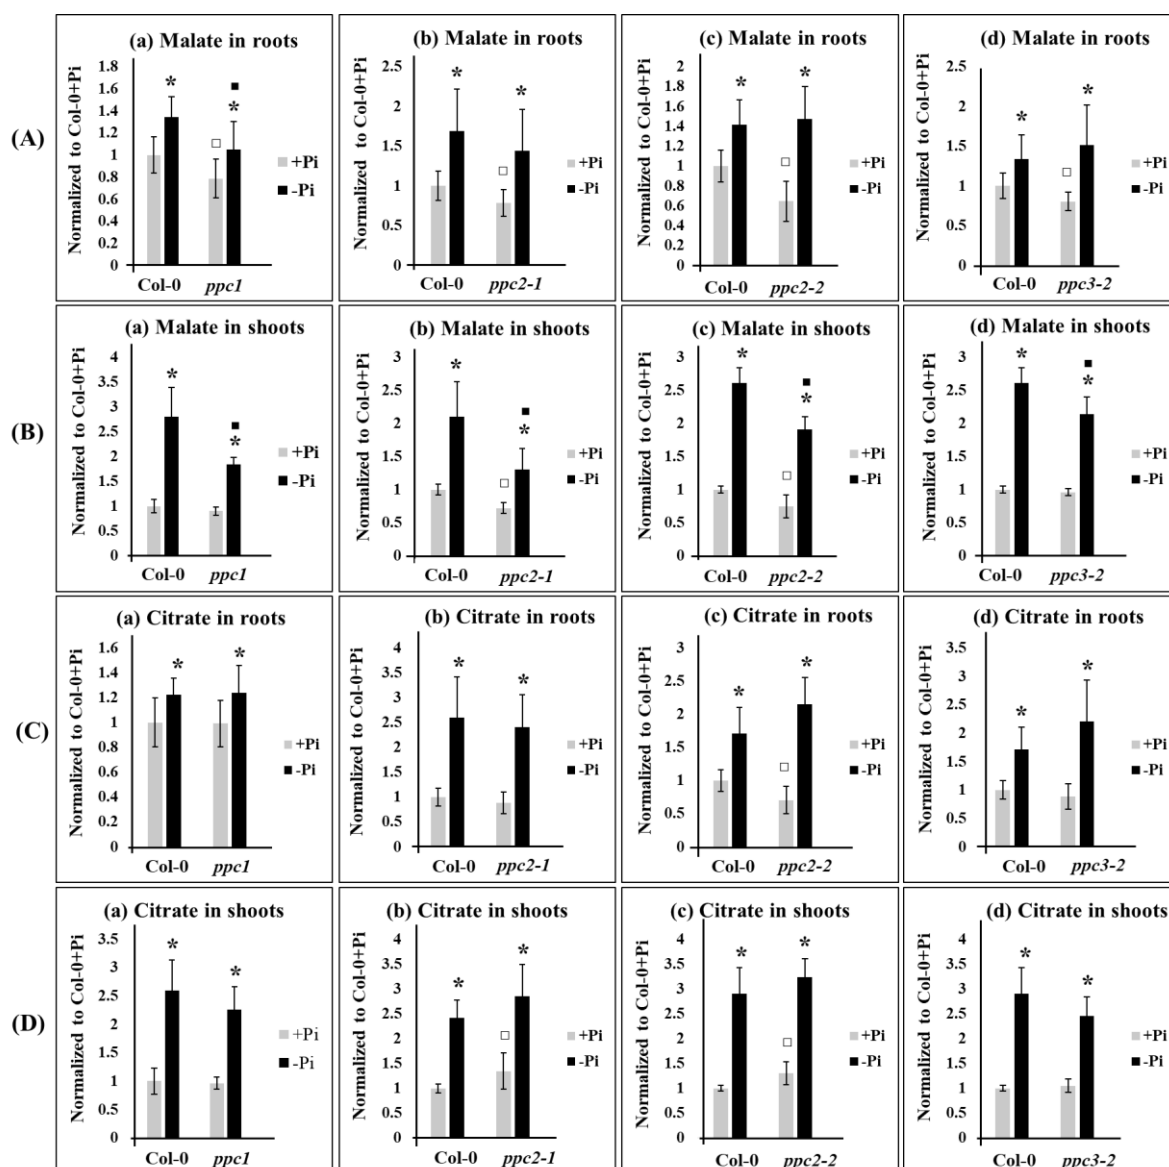 (A)
(a) Malate in roots
Normalized to Col-0+Pi
1.8
1.6
1.4
1.2
1
0.8
0.6
0.4
0.2
0
* * ■ □
+Pi
-Pi
Col-0 ppc1
(b) Malate in roots
Normalized to Col-0+Pi
2.5
2
1.5
1
0.5
0
* * □
+Pi
-Pi
Col-0 ppc2-1
(c) Malate in roots
Normalized to Col-0+Pi
2
1.8
1.6
1.4
1.2
1
0.8
0.6
0.4
0.2
0
* * □
+Pi
-Pi
Col-0 ppc2-2
(d) Malate in roots
Normalized to Col-0+Pi
2.5
2
1.5
1
0.5
0
* * □
+Pi
-Pi
Col-0 ppc3-2
(B)
(a) Malate in shoots
Normalized to Col-0+Pi
4
3.5
3
2.5
2
1.5
1
0.5
0
* * ■
+Pi
-Pi
Col-0 ppc1
(b) Malate in shoots
Normalized to Col-0+Pi
3
2.5
2
1.5
1
0.5
0
* * ■ □
+Pi
-Pi
Col-0 ppc2-1
(c) Malate in shoots
Normalized to Col-0+Pi
3
2.5
2
1.5
1
0.5
0
* * ■ □
+Pi
-Pi
Col-0 ppc2-2
(d) Malate in shoots
Normalized to Col-0+Pi
3
2.5
2
1.5
1
0.5
0
* * ■
+Pi
-Pi
Col-0 ppc3-2
(C)
(a) Citrate in roots
Normalized to Col-0+Pi
1.6
1.4
1.2
1
0.8
0.6
0.4
0.2
0
* *
+Pi
-Pi
Col-0 ppc1
(b) Citrate in roots
Normalized to Col-0+Pi
4
3.5
3
2.5
2
1.5
1
0.5
0
* *
+Pi
-Pi
Col-0 ppc2-1
(c) Citrate in roots
Normalized to Col-0+Pi
3
2.5
2
1.5
1
0.5
0
* * □
+Pi
-Pi
Col-0 ppc2-2
(d) Citrate in roots
Normalized to Col-0+Pi
3.5
3
2.5
2
1.5
1
0.5
0
* *
+Pi
-Pi
Col-0 ppc3-2
(D)
(a) Citrate in shoots
Normalized to Col-0+Pi
3.5
3
2.5
2
1.5
1
0.5
0
* *
+Pi
-Pi
Col-0 ppc1
(b) Citrate in shoots
Normalized to Col-0+Pi
4
3.5
3
2.5
2
1.5
1
0.5
0
* * □
+Pi
-Pi
Col-0 ppc2-1
(c) Citrate in shoots
Normalized to Col-0+Pi
4
3.5
3
2.5
2
1.5
1
0.5
0
* * □
+Pi
-Pi
Col-0 ppc2-2
(d) Citrate in shoots
Normalized to Col-0+Pi
4
3.5
3
2.5
2
1.5
1
0.5
0
* *
+Pi
-Pi
Col-0 ppc3-2